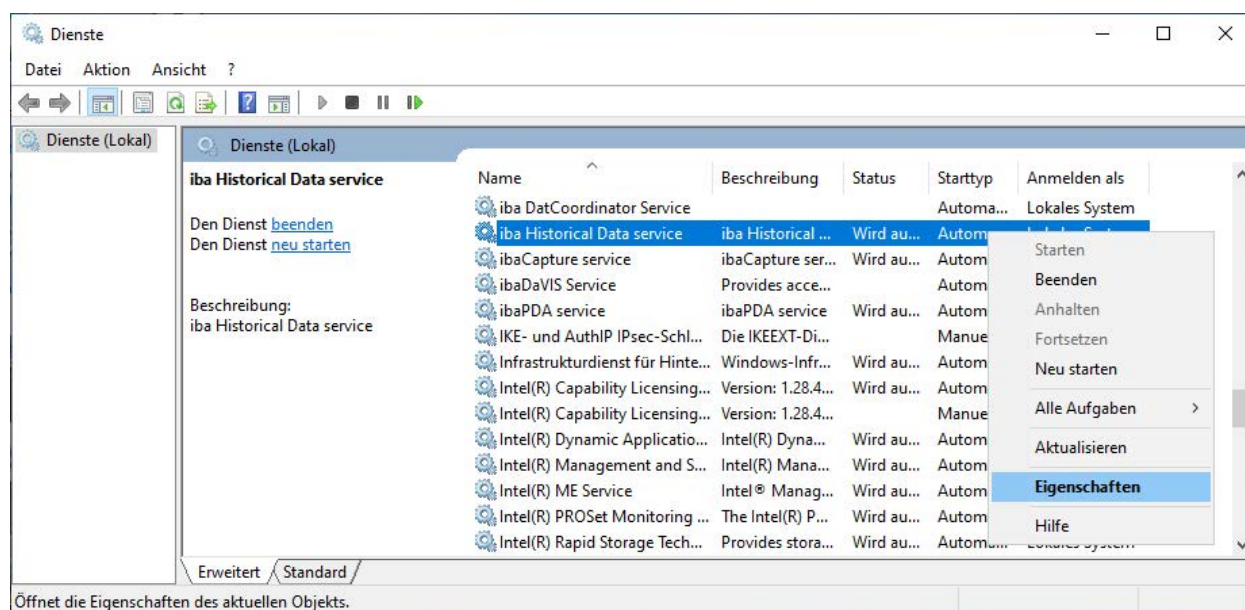 Dienste
Datei Aktion Ansicht ?
Dienste (Lokal)
Dienste (Lokal)
iba Historical Data service
Den Dienst beenden
Den Dienst neu starten
Beschreibung:
iba Historical Data service
Name Beschreibung Status Starttyp Anmelden als
iba DatCoordinator Service Automa... Lokales System
iba Historical Data service iba Historical ... Wird au... Autom
ibaCapture service ibaCapture ser... Wird au... Autom
ibaDaVIS Service Provides acce... Autom
ibaPDA service ibaPDA service Wird au... Autom
IKE- und AuthIP IPsec-Schl... Die IKEEXT-Di... Manue
Infrastrukturdienst für Hinte... Windows-Infr... Wird au... Autom
Intel(R) Capability Licensing... Version: 1.28.4... Wird au... Autom
Intel(R) Capability Licensing... Version: 1.28.4... Manue
Intel(R) Dynamic Applicatio... Intel(R) Dyna... Wird au... Autom
Intel(R) Management and S... Intel(R) Mana... Wird au... Autom
Intel(R) ME Service Intel® Manag... Wird au... Autom
Intel(R) PROSet Monitoring ... The Intel(R) P... Wird au... Autom
Intel(R) Rapid Storage Tech... Provides stora... Wird au... Autom
Starten
Beenden
Anhalten
Fortsetzen
Neu starten
Alle Aufgaben >
Aktualisieren
Eigenschaften
Hilfe
Erweitert Standard
Öffnet die Eigenschaften des aktuellen Objekts.